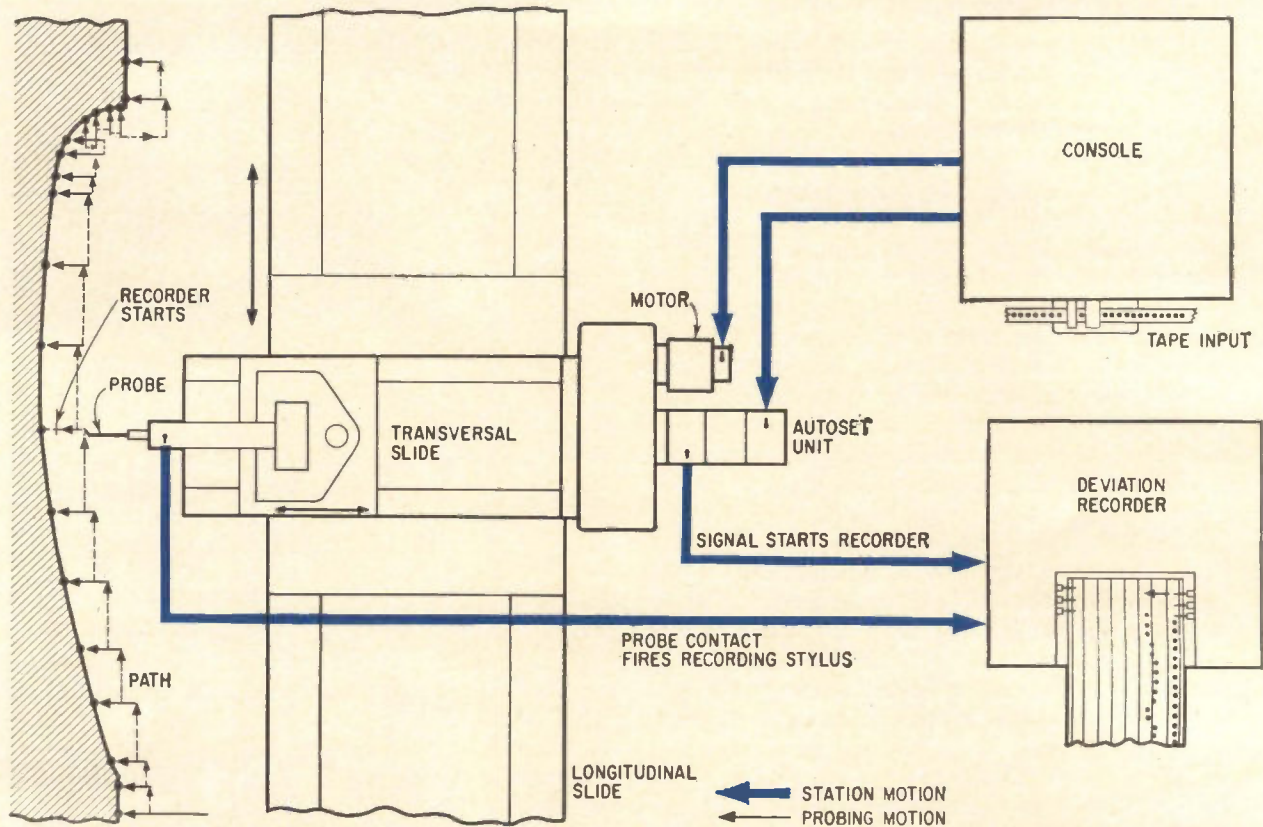 CONSOLE
TAPE INPUT
RECORDER
STARTS
MOTOR
PROBE
TRANSVERSAL
SLIDE
AUTOSET
UNIT
DEVIATION
RECORDER
SIGNAL STARTS RECORDER
PROBE CONTACT
FIRES RECORDING STYLUS
PATH
LONGITUDINAL
SLIDE
STATION MOTION
PROBING MOTION